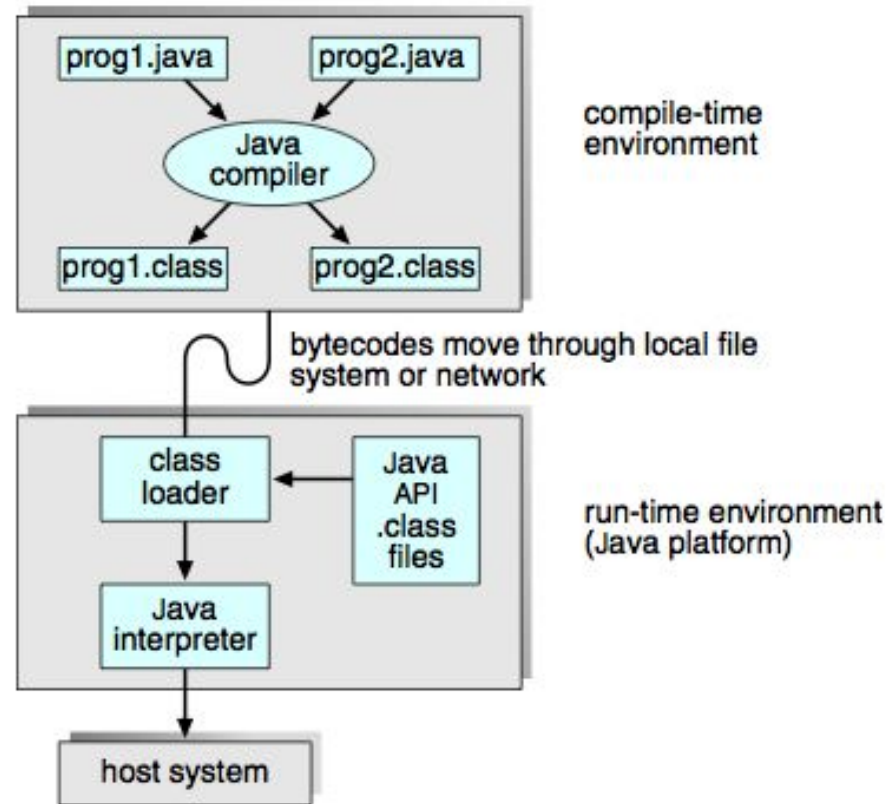 prog1.java
prog2.java
Java
compiler
prog1.class
prog2.class
compile-time
environment
bytecodes move through local file
system or network
class
loader
Java
API
.class
files
Java
interpreter
run-time environment
(Java platform)
host system